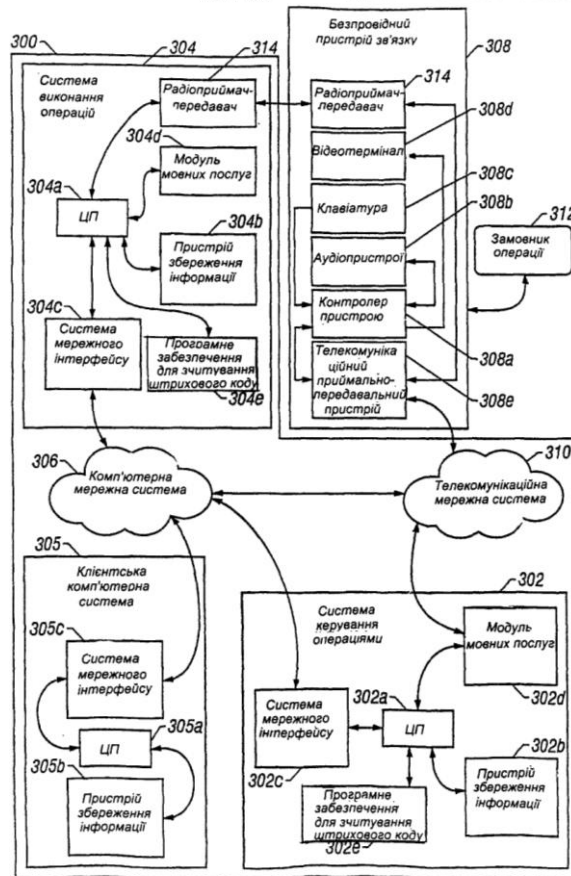 300
304
314
Система
виконання
операцій
Радіоприймач-
передавач
304d
304a
Модуль
мовних послуг
ЦП
304b
Пристрій
збереження
інформації
304c
Система
мережного
інтерфейсу
Програмне
забезпечення
для зчитування
штрихового коду
304e
Безпровідний
пристрій зв'язку
308
314
Радіоприймач-
передавач
308d
Відеотермінал
308c
Клавіатура
308b
Аудіопристрої
Контролер
пристрою
308a
Телекомуніка
ційний
приймально-
передавальний
пристрій
308e
312
Замовник
операції
306
Комп'ютерна
мережна система
310
Телекомунікаційна
мережна система
305
Клієнтська
комп'ютерна
система
305c
Система
мережного
інтерфейсу
305a
ЦП
305b
Пристрій
збереження
інформації
302
Система
керування
операціями
Модуль
мовних послуг
302d
302a
ЦП
Система
мережного
інтерфейсу
302c
302b
Пристрій
збереження
інформації
Програмне
забезпечення
для зчитування
штрихового коду
302e